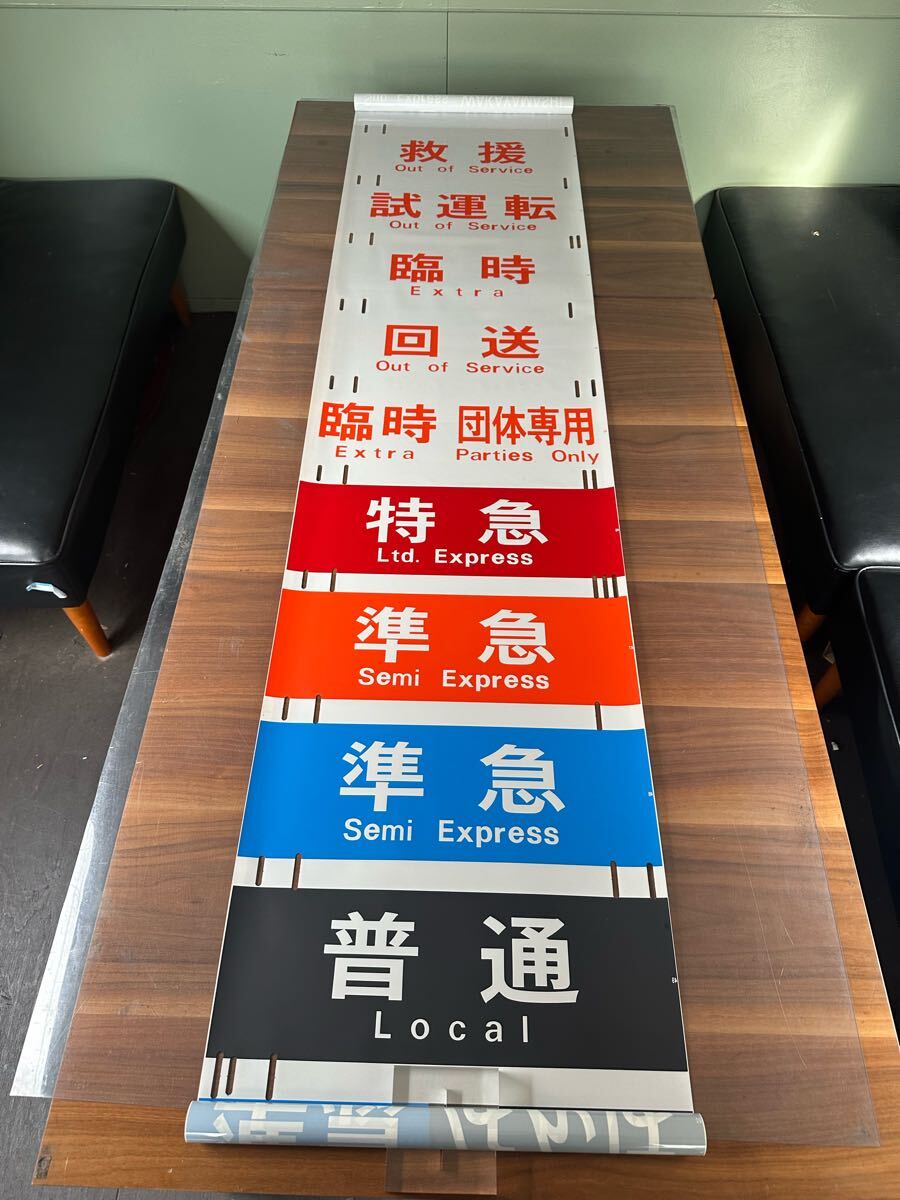 救援
Out of Service
試運転
Out of Service
臨時
Extra
回送
Out of Service
臨時 団体専用
Extra Parties Only
特急
Ltd. Express
準急
Semi Express
準急
Semi Express
普通
Local